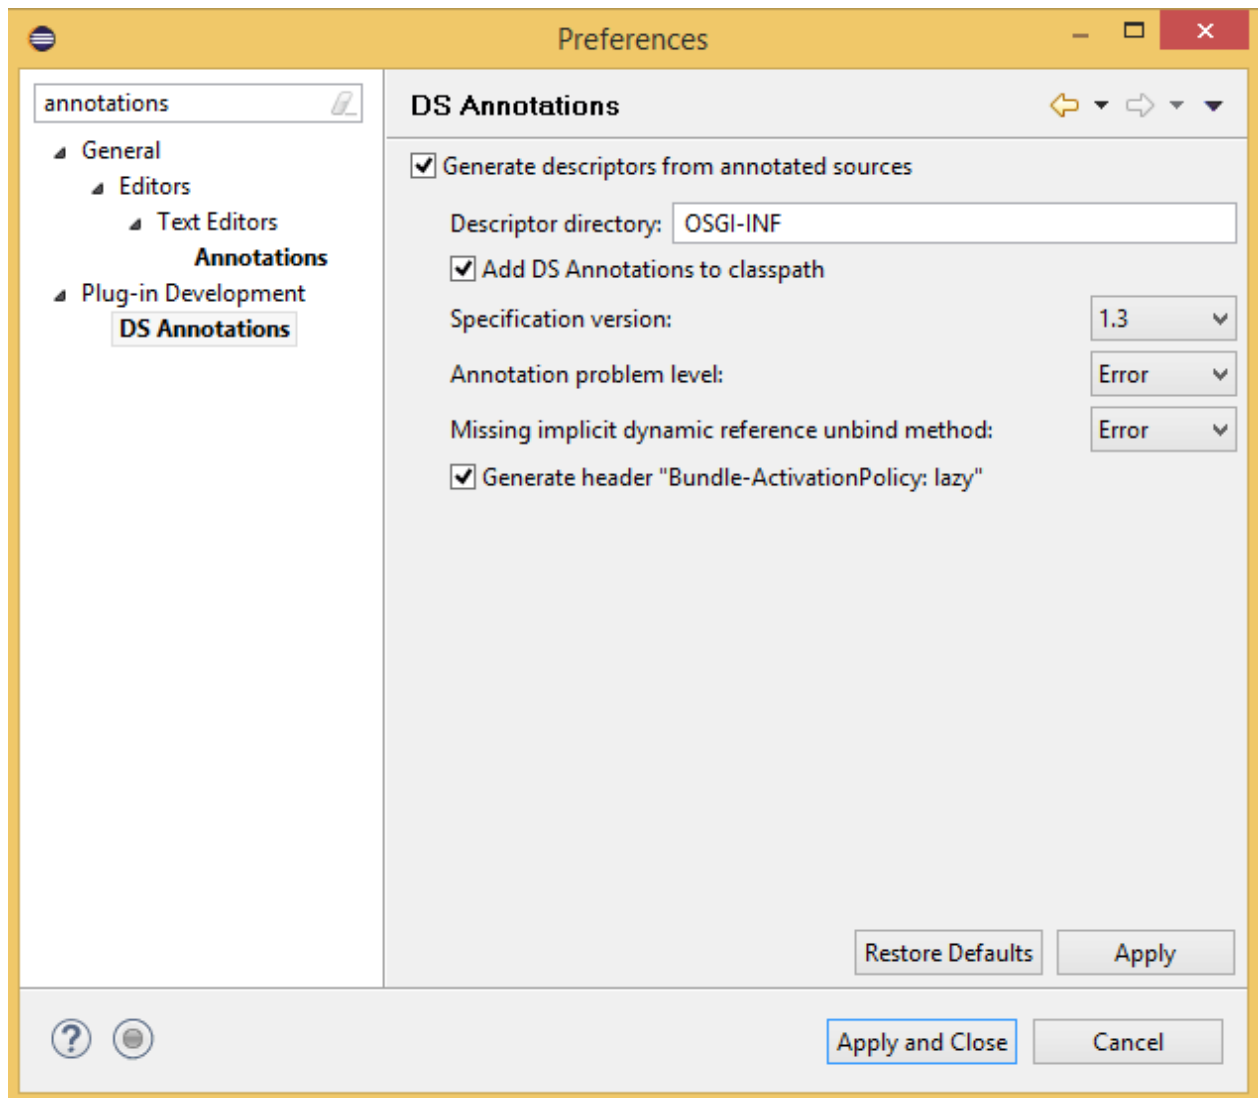 Preferences
annotations
General
Editors
Text Editors
Annotations
Plug-in Development
DS Annotations
DS Annotations
Generate descriptors from annotated sources
Descriptor directory: OSGI-INF
Add DS Annotations to classpath
Specification version: 1.3
Annotation problem level: Error
Missing implicit dynamic reference unbind method: Error
Generate header "Bundle-ActivationPolicy: lazy"
Restore Defaults Apply
? Apply and Close Cancel